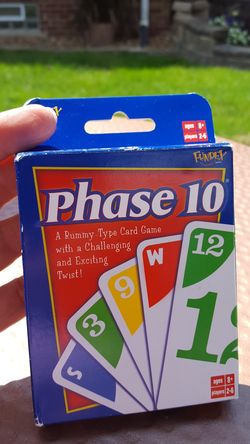 ages 8+
players 2-6
FUNDEX
Phase 10
A Rummy-Type Card Game
with a Challenging
and Exciting
Twist!
12
W
9
3
S
12
ages 8+
players 2-6